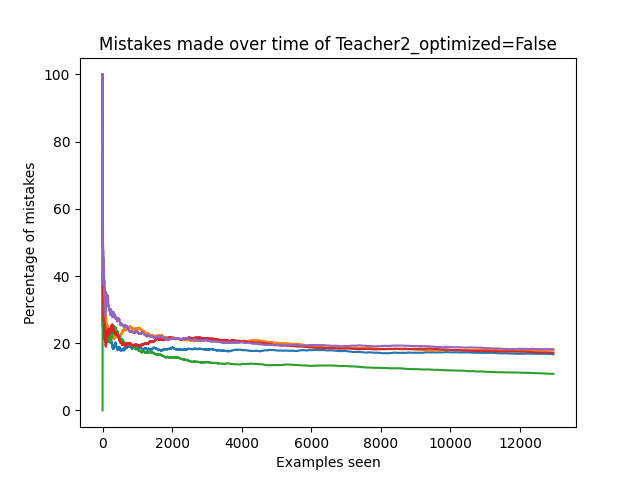 Mistakes made over time of Teacher2_optimized=False
Percentage of mistakes
100
80
60
40
20
0
0 2000 4000 6000 8000 10000 12000
Examples seen